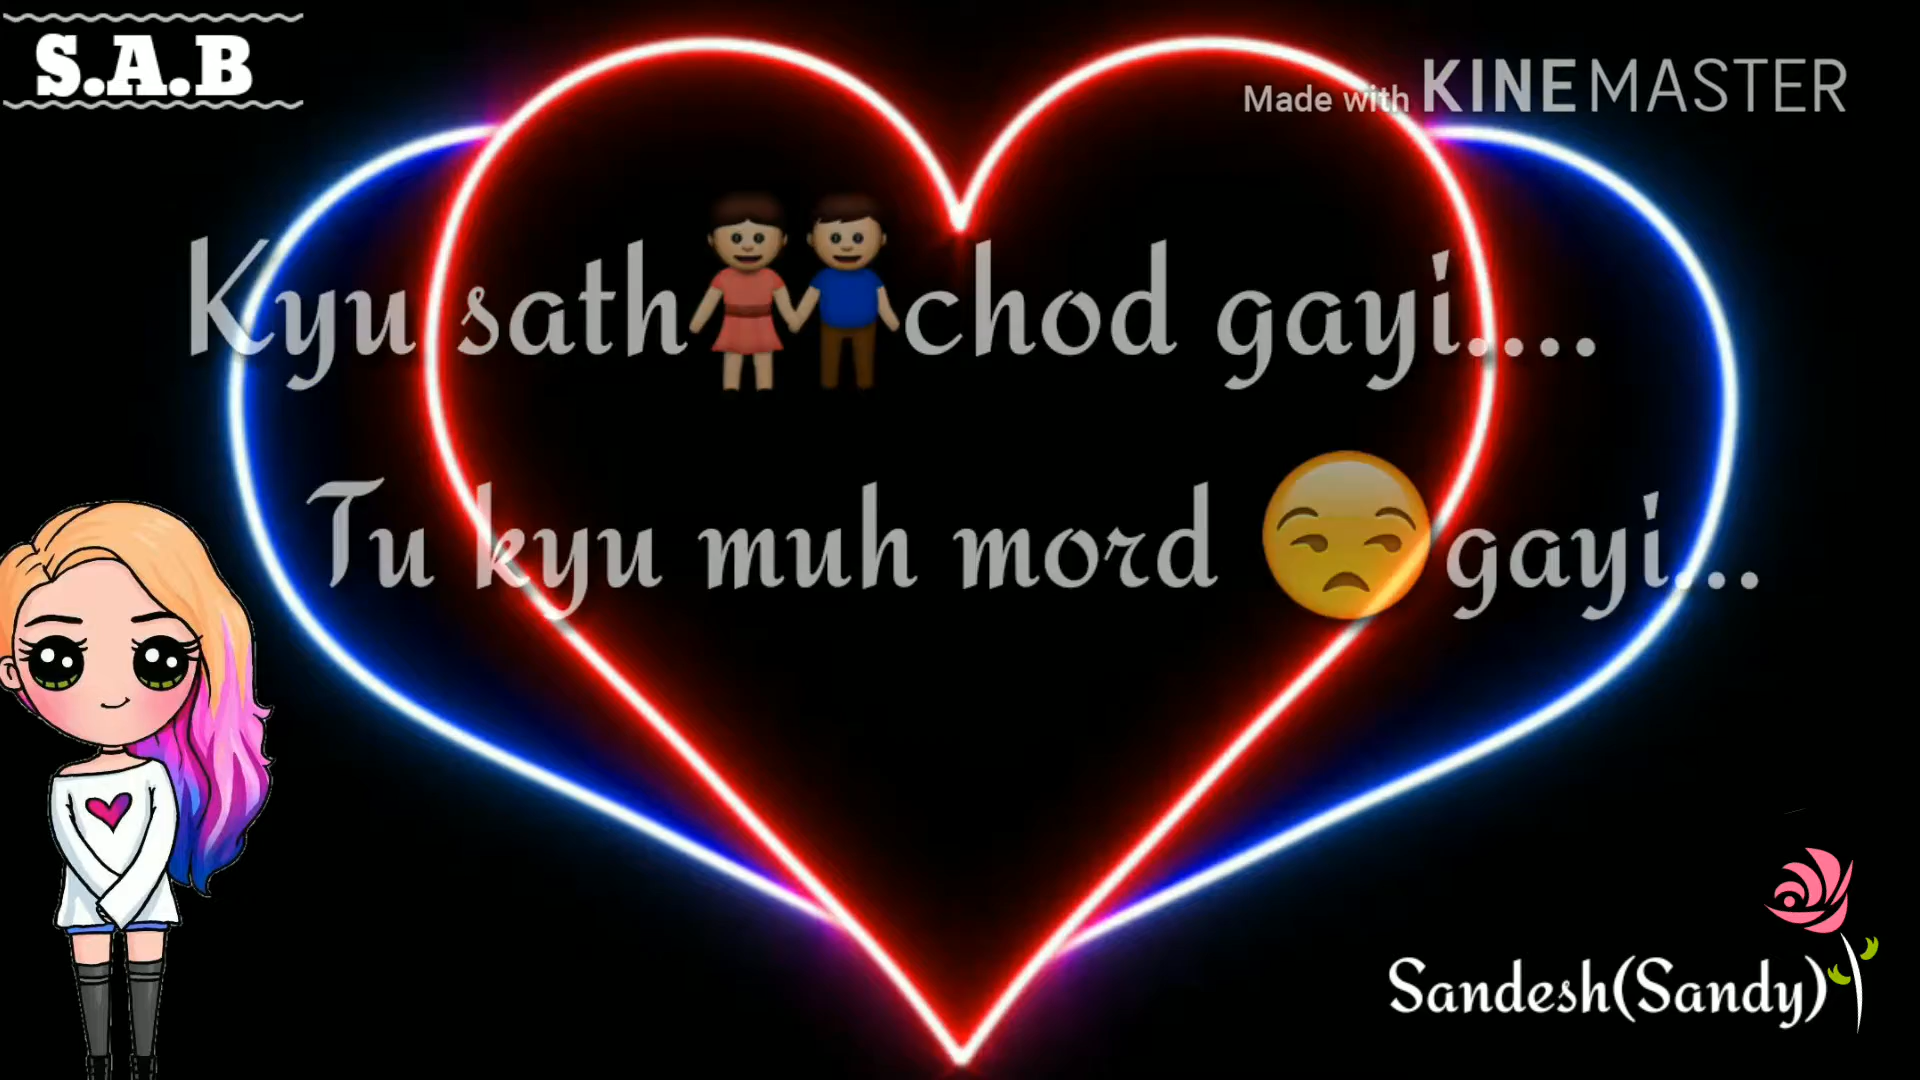 S.A.B
Made with KINEMASTER
Kyu sath👫chod gayi....
Tu kyu muh mord 😒gayi...
Sandesh(Sandy)